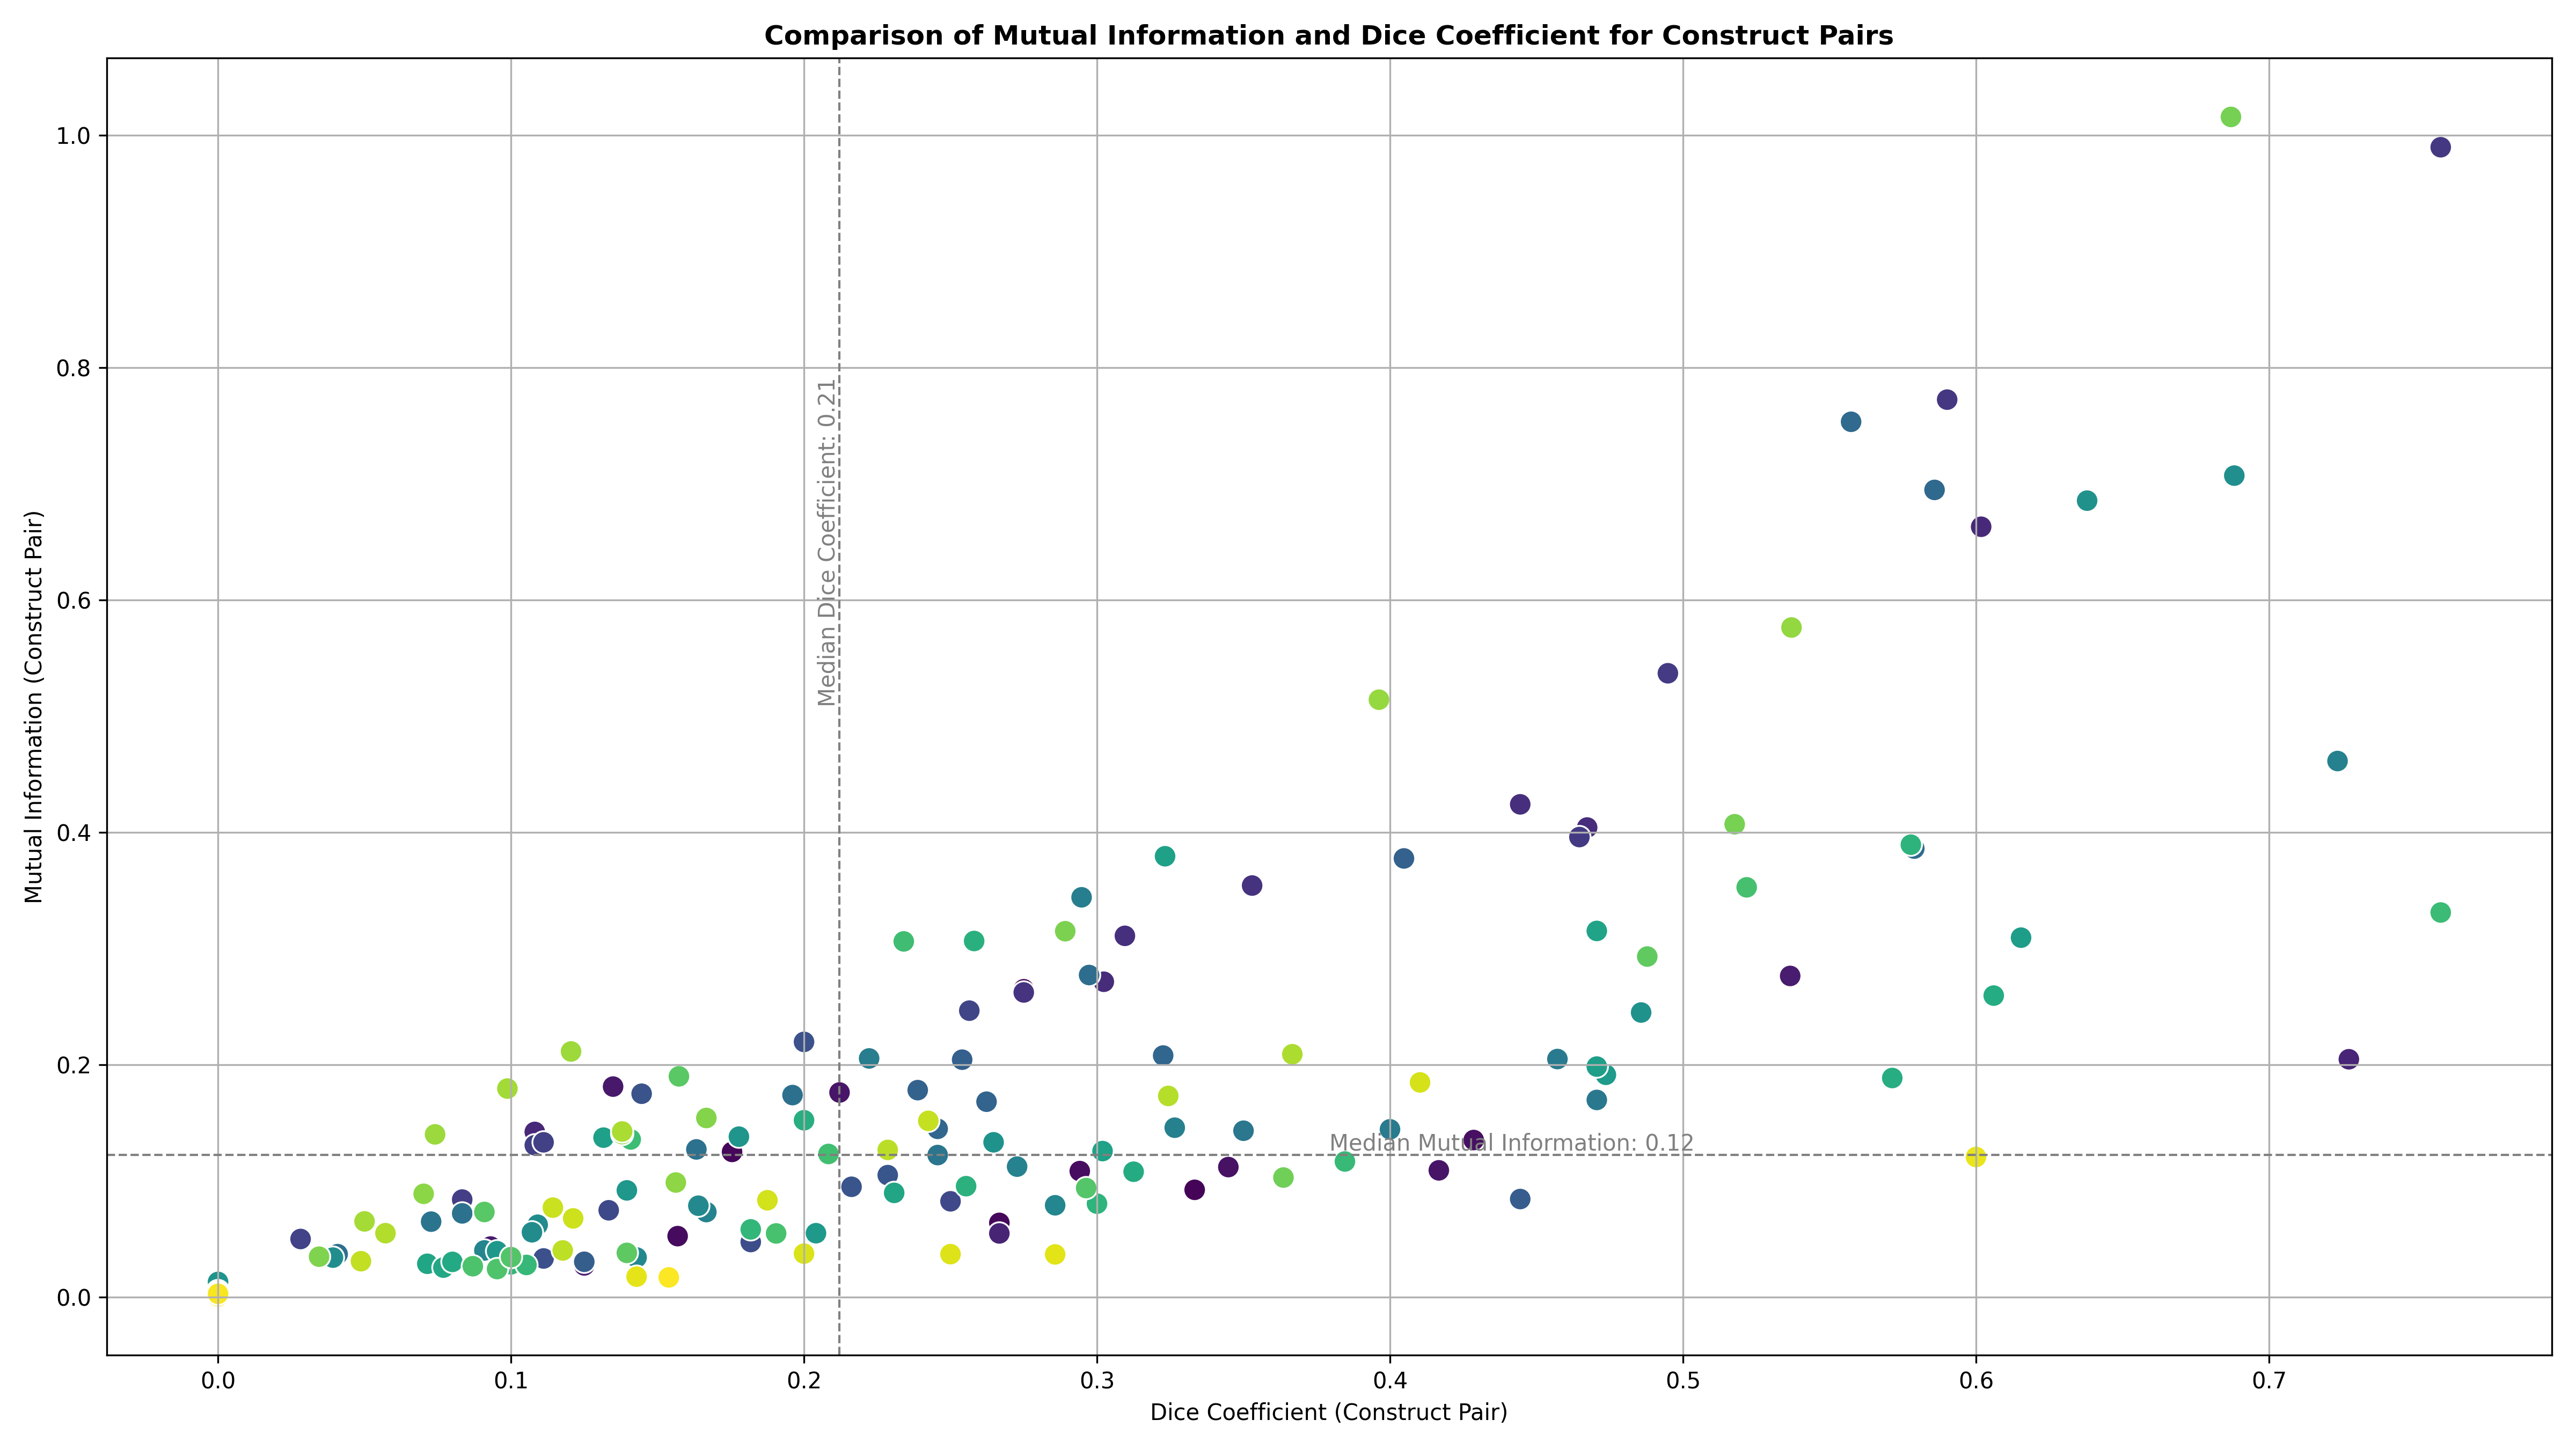 Comparison of Mutual Information and Dice Coefficient for Construct Pairs
Mutual Information (Construct Pair)
1.0
0.8
0.6
0.4
0.2
0.0
Median Dice Coefficient: 0.21
Median Mutual Information: 0.12
0.0 0.1 0.2 0.3 0.4 0.5 0.6 0.7
Dice Coefficient (Construct Pair)